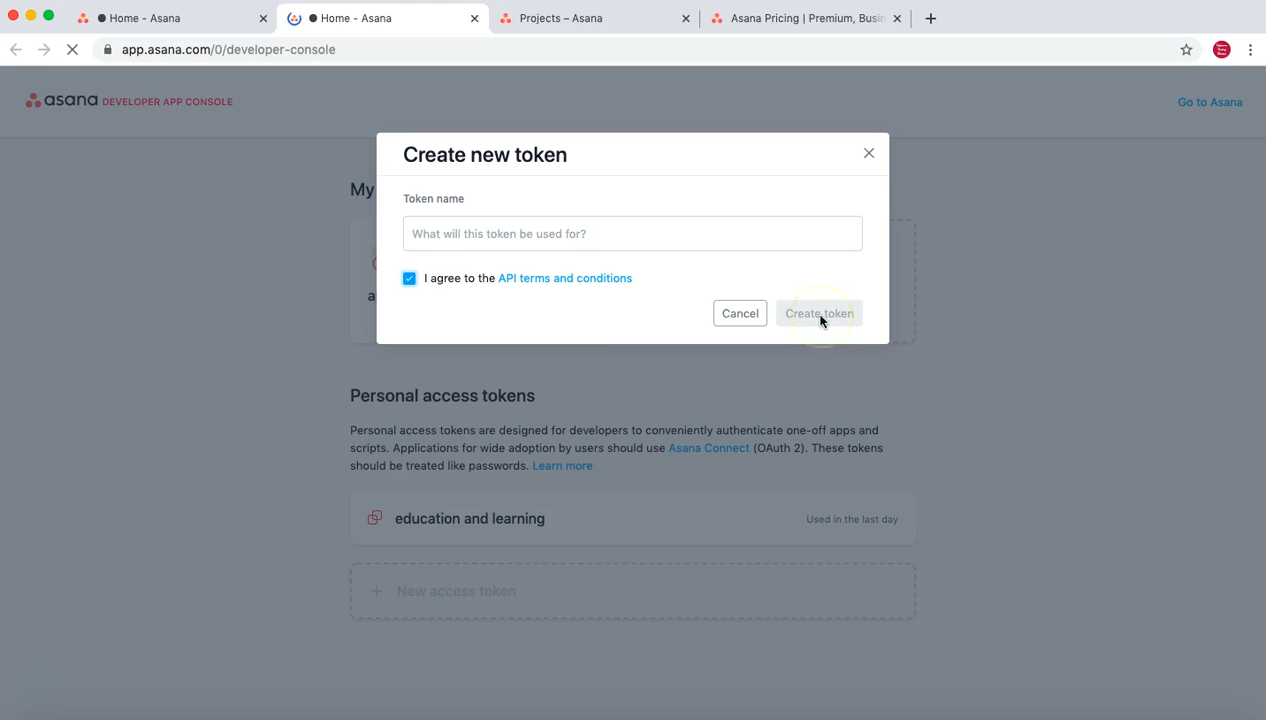 Home - Asana
Home - Asana
Projects – Asana
Asana Pricing | Premium, Busin
app.asana.com/0/developer-console
asana DEVELOPER APP CONSOLE
Go to Asana
Create new token
My
Token name
What will this token be used for?
I agree to the API terms and conditions
a
Cancel
Create token
Personal access tokens
Personal access tokens are designed for developers to conveniently authenticate one-off apps and
scripts. Applications for wide adoption by users should use Asana Connect (OAuth 2). These tokens
should be treated like passwords. Learn more
education and learning
Used in the last day
+ New access token